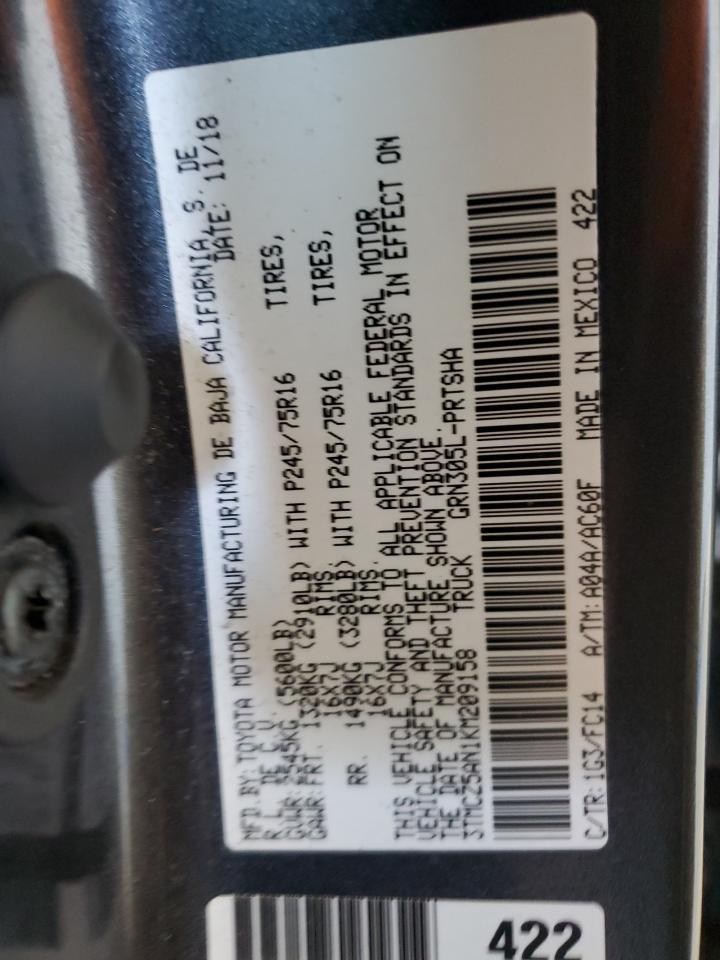 MFD.BY: TOYOTA MOTOR MANUFACTURING DE BAJA CALIFORNIA, S. DE
R.L. DE C.V. DATE: 11/18
GVWR: 2545KG (5600LB)
GAWR: FRT. 1320KG (2910LB) WITH P245/75R16 TIRES,
16X7J RIMS.
RR. 1490KG (3280LB) WITH P245/75R16 TIRES,
16X7J RIMS.
THIS VEHICLE CONFORMS TO ALL APPLICABLE FEDERAL MOTOR
VEHICLE SAFETY AND THEFT PREVENTION STANDARDS IN EFFECT ON
THE DATE OF MANUFACTURE SHOWN ABOVE.
3TMCZ5AN1KM209158 TRUCK GRN305L-PRTSHA
C/TR: 1G3/FC14 A/TM: A04A/AC60F MADE IN MEXICO 422
422